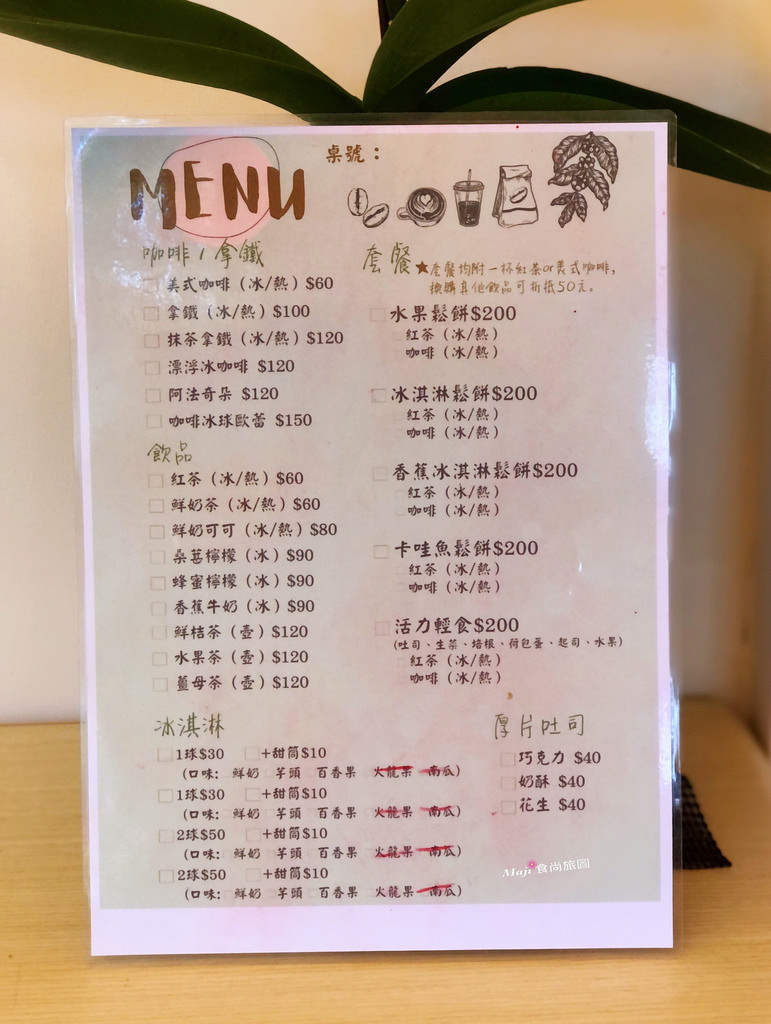 MENU
桌號：
咖啡/拿鐵
美式咖啡（冰/熱）$60
拿鐵（冰/熱）$100
抹茶拿鐵（冰/熱）$120
漂浮冰咖啡 $120
阿法奇朵 $120
咖啡冰球歐蕾 $150
飲品
紅茶（冰/熱）$60
鮮奶茶（冰/熱）$60
鮮奶可可（冰/熱）$80
桑葚檸檬（冰）$90
蜂蜜檸檬（冰）$90
香蕉牛奶（冰）$90
鮮桔茶（壺）$120
水果茶（壺）$120
薑母茶（壺）$120
套餐
★套餐均附一杯紅茶or美式咖啡，
換購其他飲品可折抵50元。
水果鬆餅$200
紅茶（冰/熱）
咖啡（冰/熱）
冰淇淋鬆餅$200
紅茶（冰/熱）
咖啡（冰/熱）
香蕉冰淇淋鬆餅$200
紅茶（冰/熱）
咖啡（冰/熱）
卡哇魚鬆餅$200
紅茶（冰/熱）
咖啡（冰/熱）
活力輕食$200
(吐司、生菜、培根、荷包蛋、起司、水果)
紅茶（冰/熱）
咖啡（冰/熱）
冰淇淋
1球$30 +甜筒$10
(口味: 鮮奶 芋頭 百香果 火龍果 南瓜)
1球$30 +甜筒$10
(口味: 鮮奶 芋頭 百香果 火龍果 南瓜)
2球$50 +甜筒$10
(口味: 鮮奶 芋頭 百香果 火龍果 南瓜)
2球$50 +甜筒$10
(口味: 鮮奶 芋頭 百香果 火龍果 南瓜)
厚片吐司
巧克力 $40
奶酥 $40
花生 $40
Maji 食尚旅圖